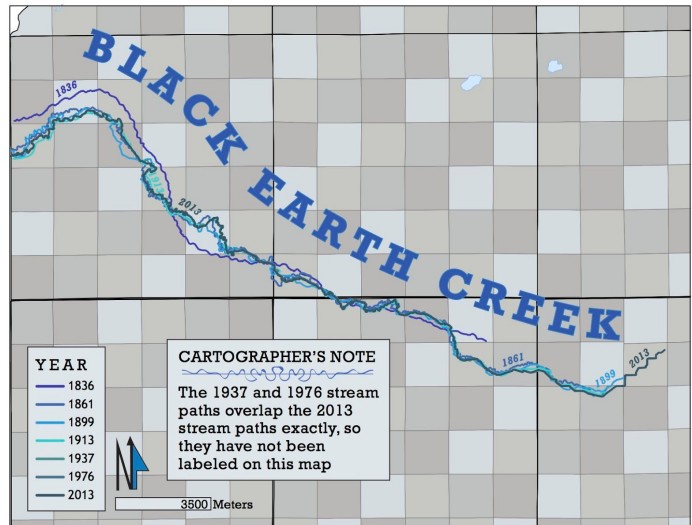 BLACK EARTH CREEK
1836
1913
2013
1861
1899
2013
YEAR
1836
1861
1899
1913
1937
1976
2013
N
CARTOGRAPHER'S NOTE
The 1937 and 1976 stream
paths overlap the 2013
stream paths exactly, so
they have not been
labeled on this map
3500 Meters